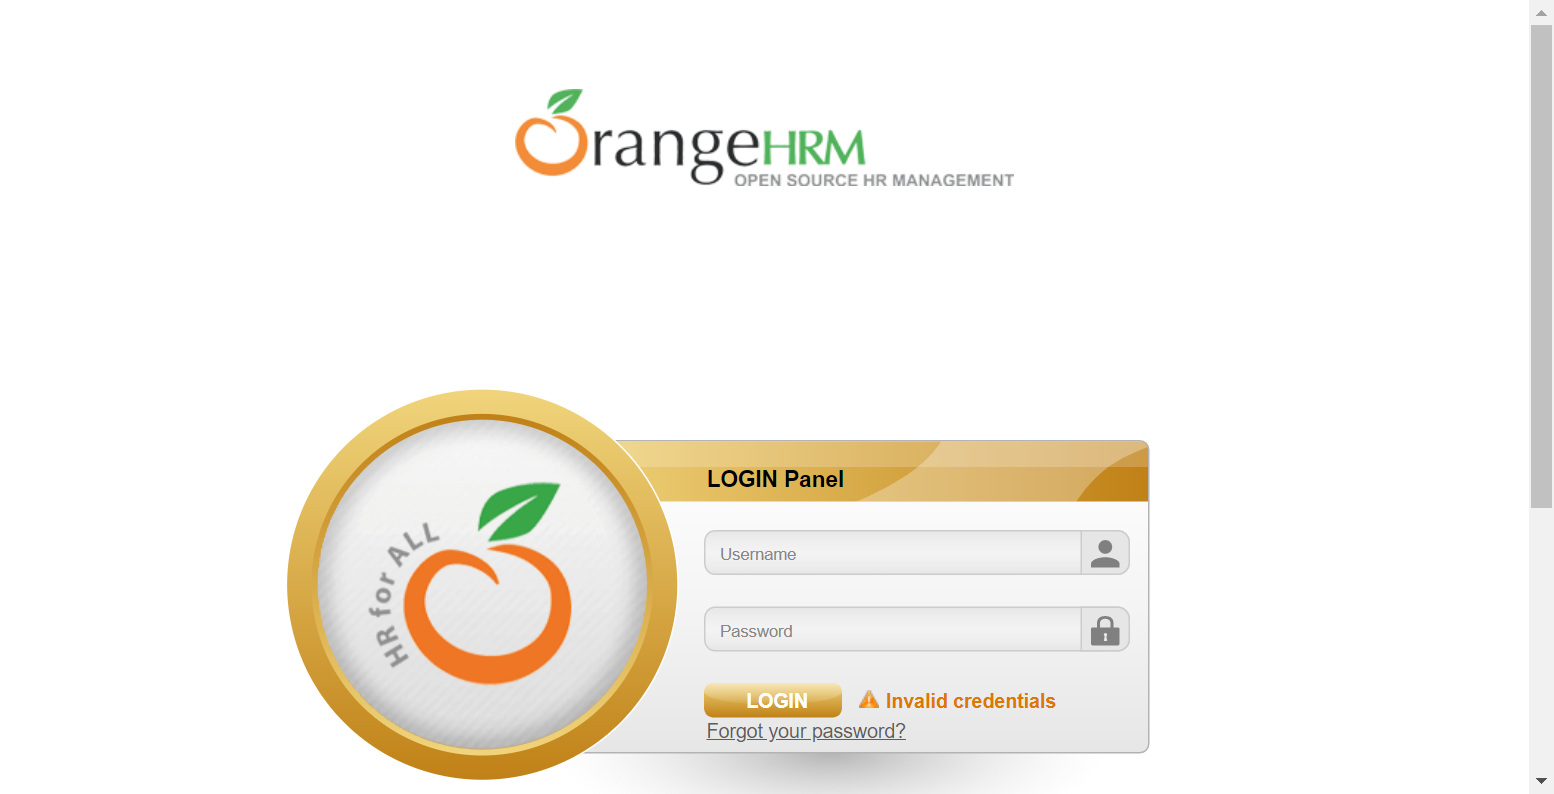 OrangeHRM
OPEN SOURCE HR MANAGEMENT
HR for ALL
LOGIN Panel
Username
Password
LOGIN
Invalid credentials
Forgot your password?